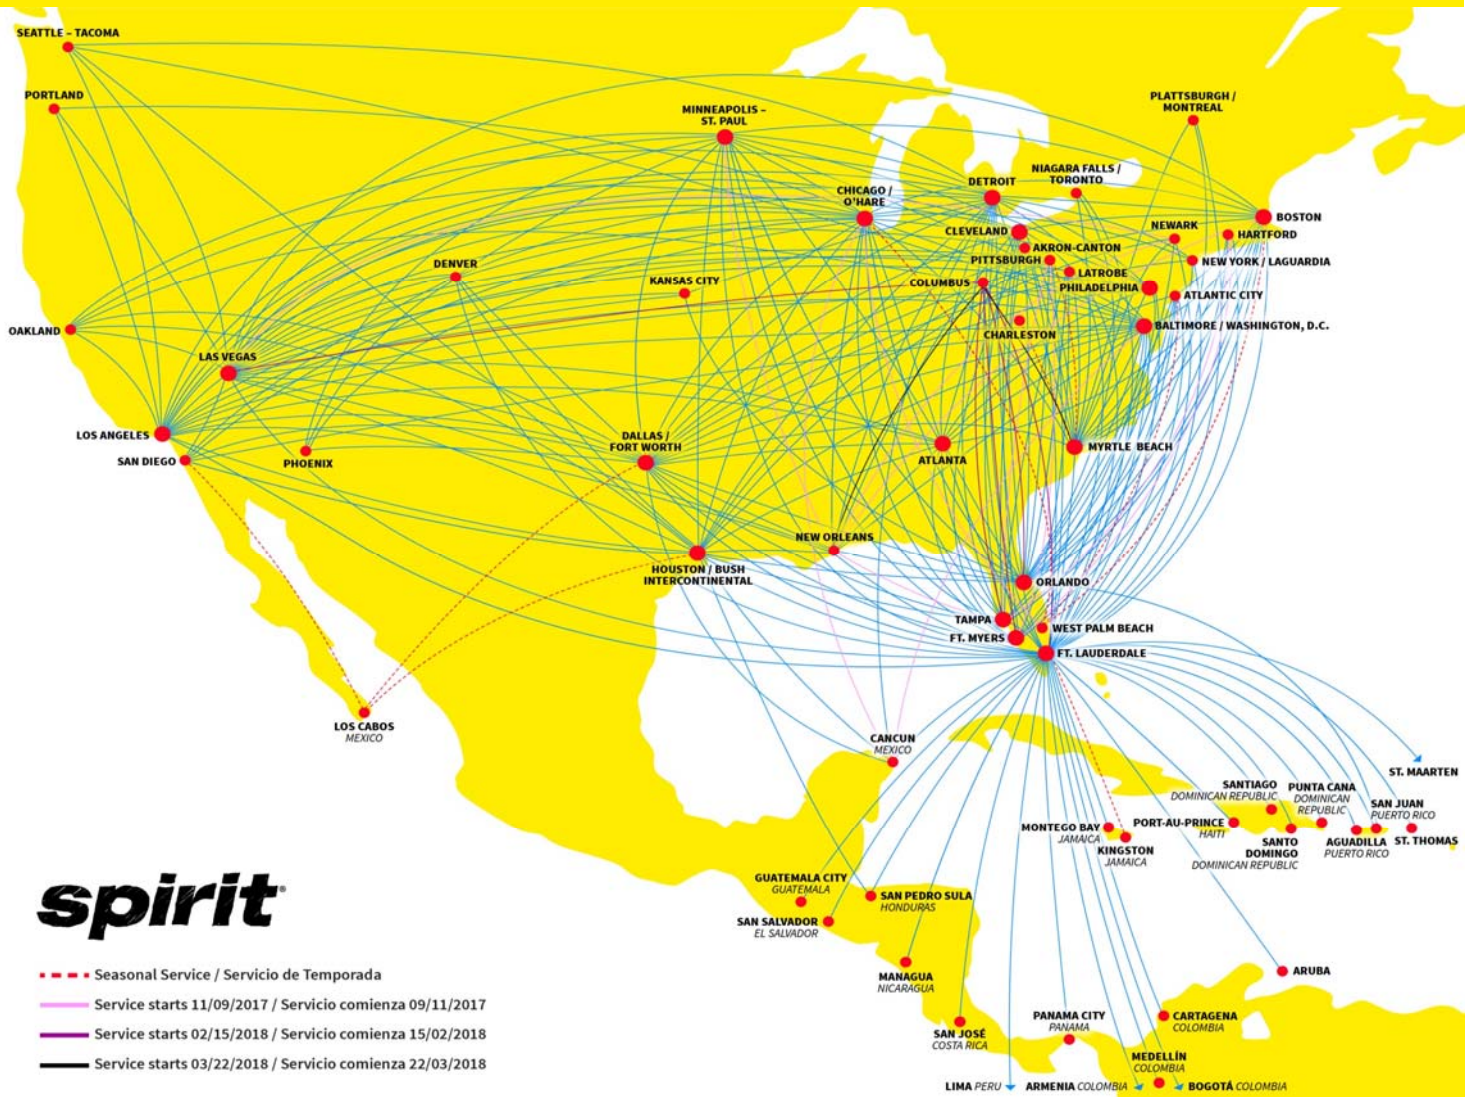 SEATTLE – TACOMA
PORTLAND
MINNEAPOLIS –
ST. PAUL
PLATTSBURGH /
MONTREAL
CHICAGO /
O'HARE
DETROIT
NIAGARA FALLS /
TORONTO
BOSTON
HARTFORD
NEWARK
CLEVELAND
AKRON-CANTON
PITTSBURGH
NEW YORK / LAGUARDIA
LATROBE
DENVER
KANSAS CITY
COLUMBUS
PHILADELPHIA
ATLANTIC CITY
OAKLAND
CHARLESTON
BALTIMORE / WASHINGTON, D.C.
LAS VEGAS
LOS ANGELES
SAN DIEGO
PHOENIX
DALLAS /
FORT WORTH
ATLANTA
MYRTLE BEACH
NEW ORLEANS
HOUSTON / BUSH
INTERCONTINENTAL
ORLANDO
TAMPA
WEST PALM BEACH
FT. MYERS
FT. LAUDERDALE
LOS CABOS
MEXICO
CANCUN
MEXICO
ST. MAARTEN
SANTIAGO
DOMINICAN REPUBLIC
PUNTA CANA
DOMINICAN
REPUBLIC
SAN JUAN
PUERTO RICO
MONTEGO BAY
JAMAICA
KINGSTON
JAMAICA
PORT-AU-PRINCE
HAITI
SANTO
DOMINGO
DOMINICAN REPUBLIC
AGUADILLA
PUERTO RICO
ST. THOMAS
GUATEMALA CITY
GUATEMALA
SAN PEDRO SULA
HONDURAS
SAN SALVADOR
EL SALVADOR
MANAGUA
NICARAGUA
ARUBA
SAN JOSÉ
COSTA RICA
PANAMA CITY
PANAMA
CARTAGENA
COLOMBIA
MEDELLÍN
COLOMBIA
LIMA PERU
ARMENIA COLOMBIA
BOGOTÁ COLOMBIA
spirit®
Seasonal Service / Servicio de Temporada
Service starts 11/09/2017 / Servicio comienza 09/11/2017
Service starts 02/15/2018 / Servicio comienza 15/02/2018
Service starts 03/22/2018 / Servicio comienza 22/03/2018